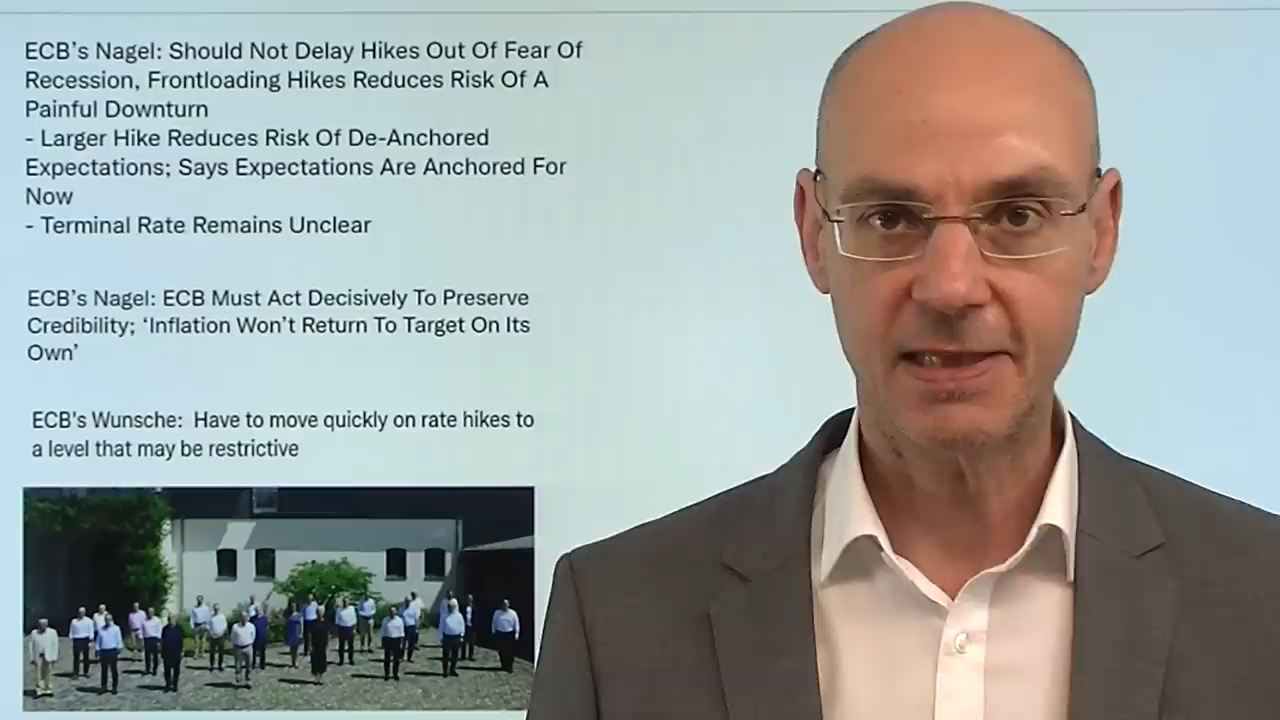 ECB’s Nagel: Should Not Delay Hikes Out Of Fear Of
Recession, Frontloading Hikes Reduces Risk Of A
Painful Downturn
- Larger Hike Reduces Risk Of De-Anchored
Expectations; Says Expectations Are Anchored For
Now
- Terminal Rate Remains Unclear
ECB’s Nagel: ECB Must Act Decisively To Preserve
Credibility; ‘Inflation Won’t Return To Target On Its
Own’
ECB's Wunsche:  Have to move quickly on rate hikes to
a level that may be restrictive